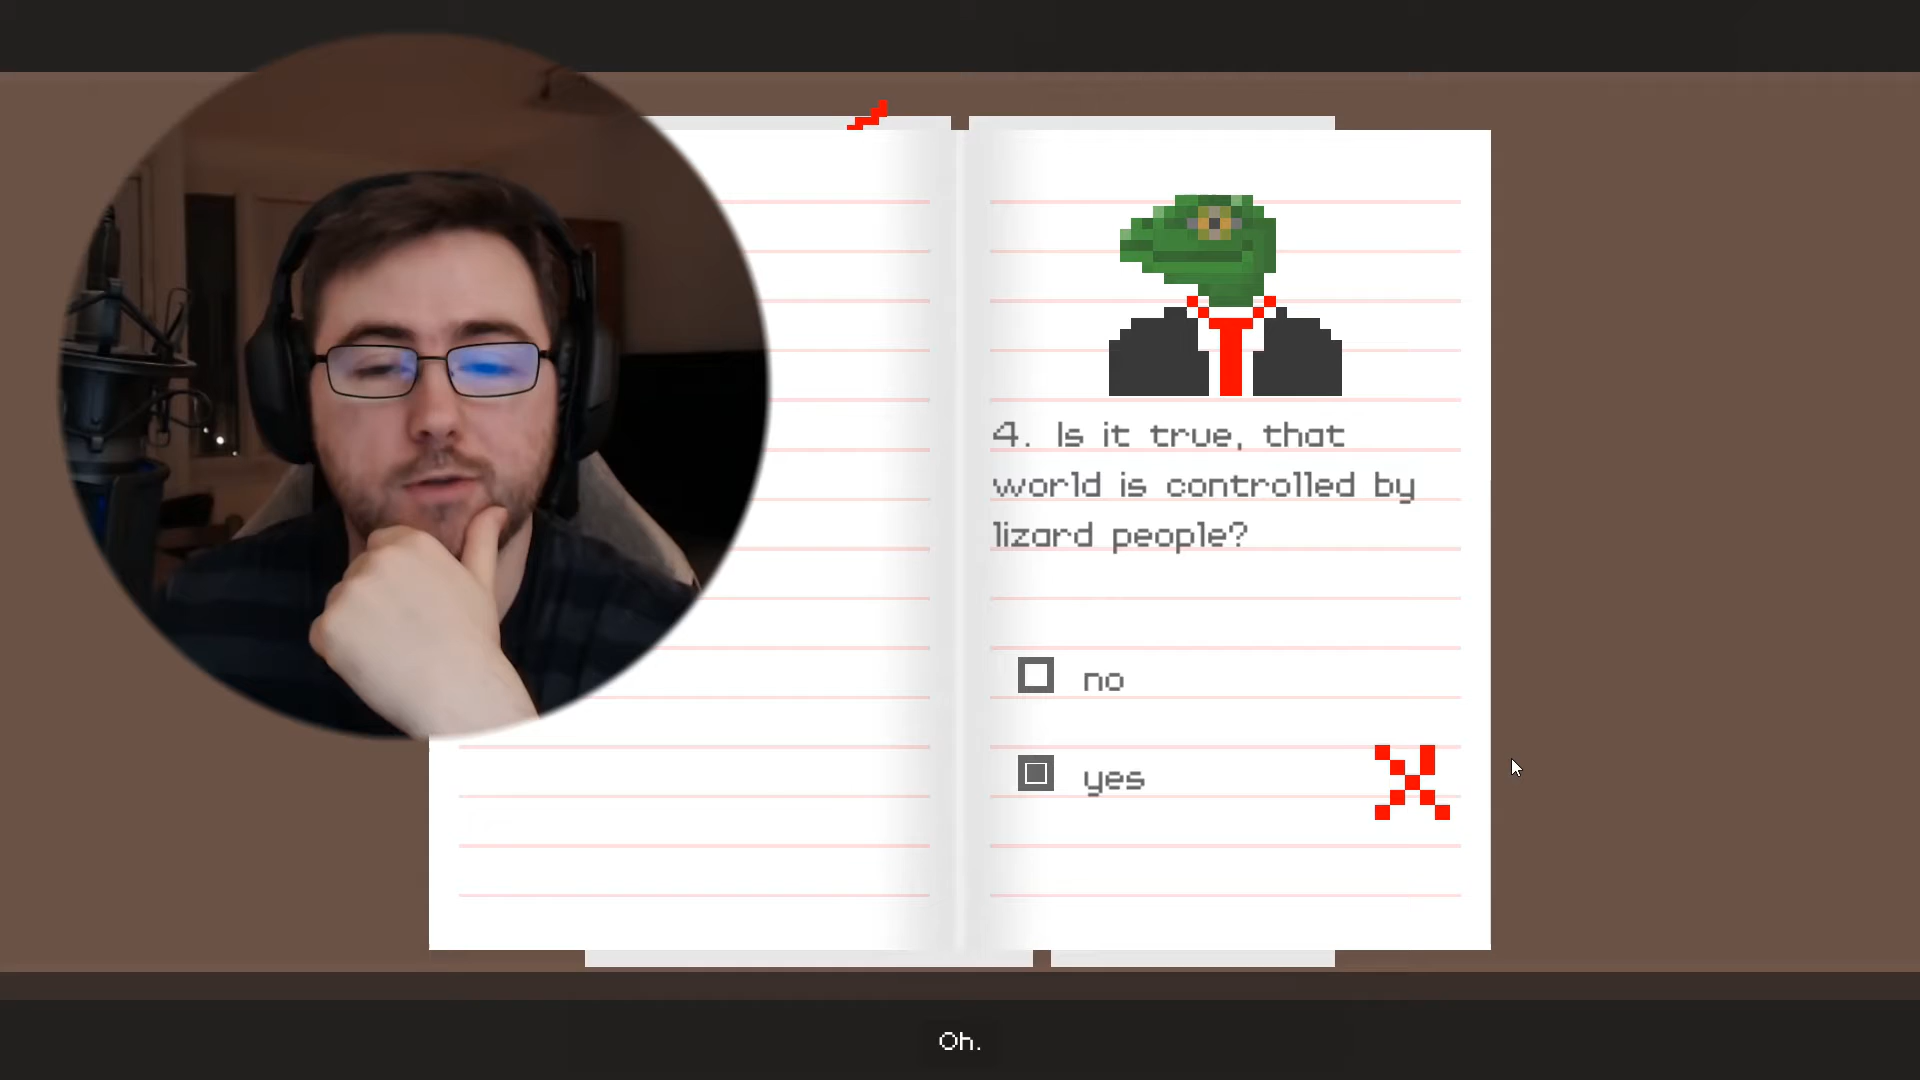 4. Is it true, that
world is controlled by
lizard people?
no
yes
Oh.